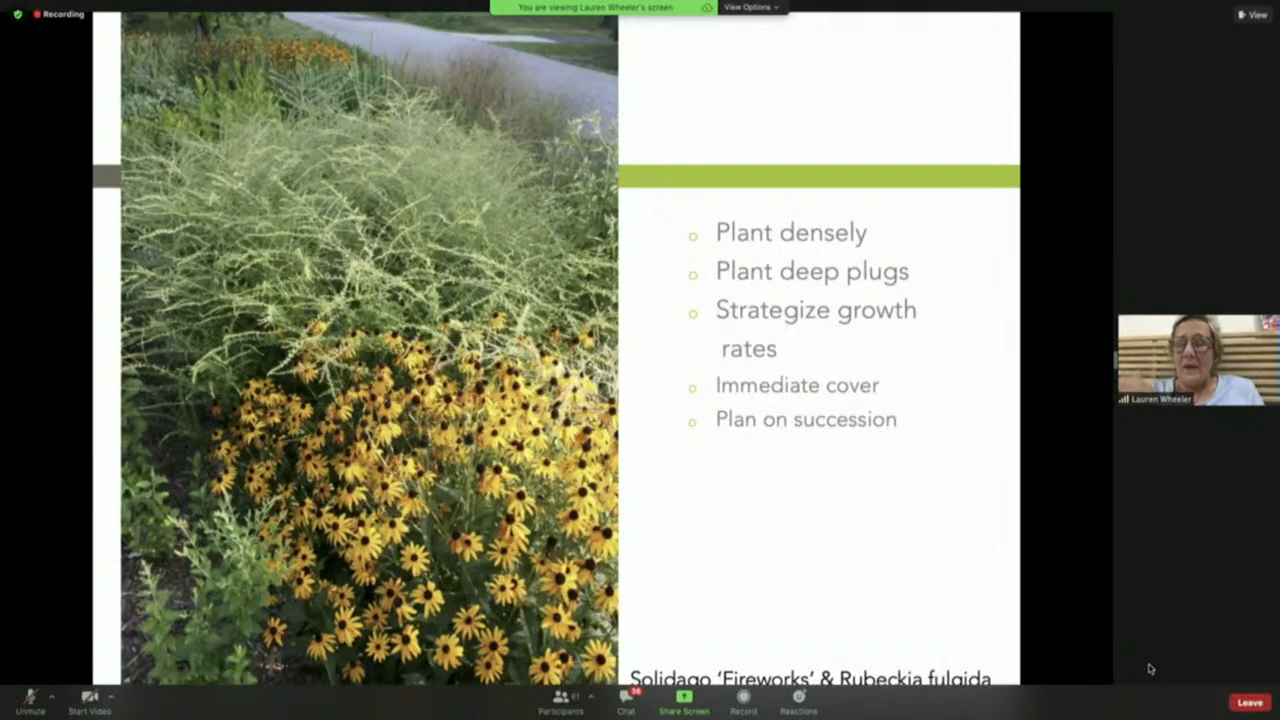 Recording
You are viewing Lauren Wheeler's screen
View Options
View
Plant densely
Plant deep plugs
Strategize growth
rates
Immediate cover
Plan on succession
Lauren Wheeler
Solidago 'Fireworks' & Rubeckia fulgida
Unmute
Start Video
Participants
61
Chat
36
Share Screen
Record
Reactions
Leave